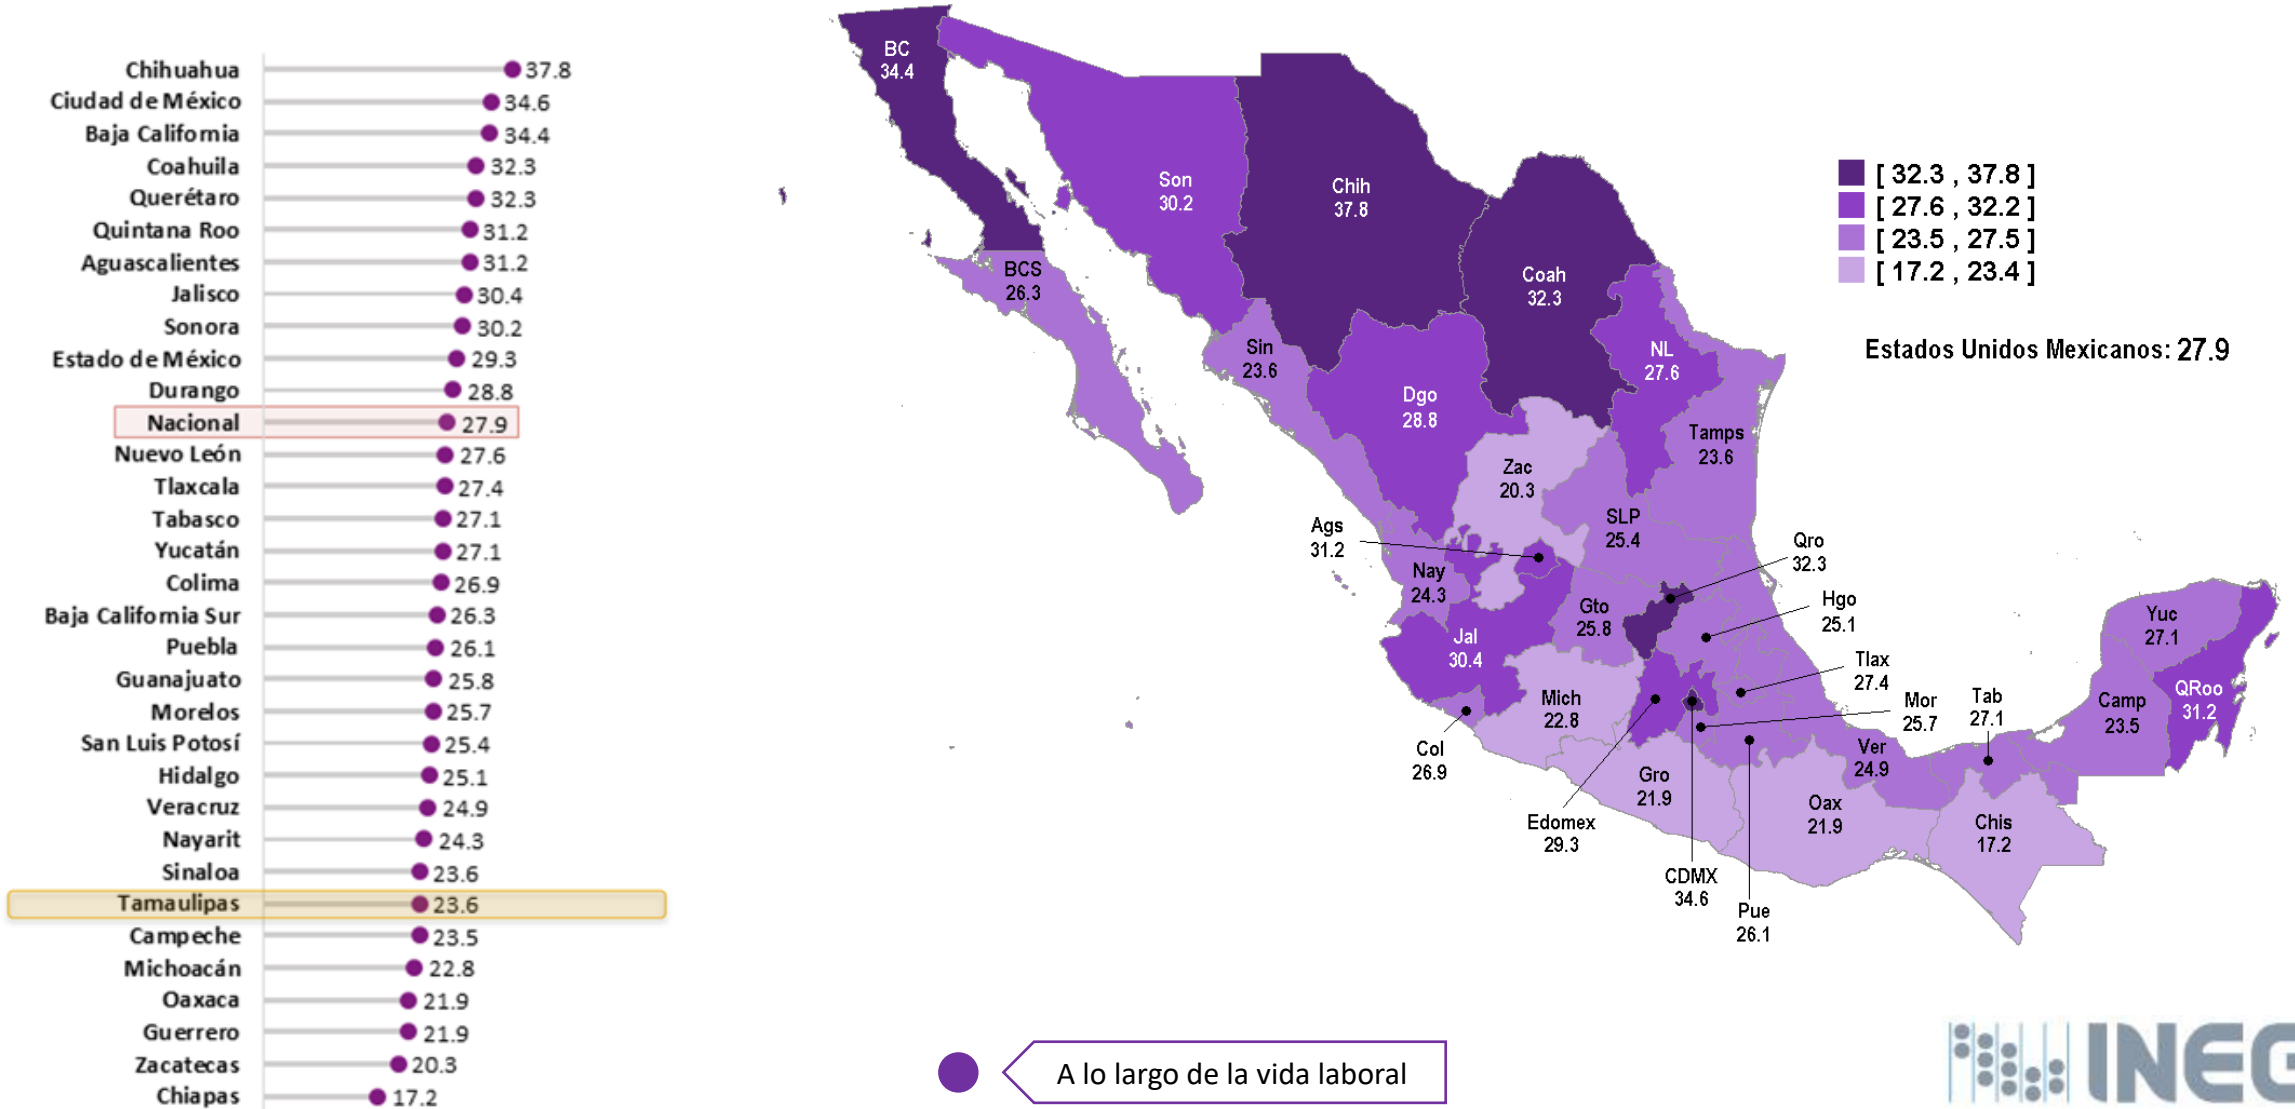 Chihuahua 37.8
Ciudad de México 34.6
Baja California 34.4
Coahuila 32.3
Querétaro 32.3
Quintana Roo 31.2
Aguascalientes 31.2
Jalisco 30.4
Sonora 30.2
Estado de México 29.3
Durango 28.8
Nacional 27.9
Nuevo León 27.6
Tlaxcala 27.4
Tabasco 27.1
Yucatán 27.1
Colima 26.9
Baja California Sur 26.3
Puebla 26.1
Guanajuato 25.8
Morelos 25.7
San Luis Potosí 25.4
Hidalgo 25.1
Veracruz 24.9
Nayarit 24.3
Sinaloa 23.6
Tamaulipas 23.6
Campeche 23.5
Michoacán 22.8
Oaxaca 21.9
Guerrero 21.9
Zacatecas 20.3
Chiapas 17.2
BC
34.4
Son
30.2
Chih
37.8
BCS
26.3
Coah
32.3
Sin
23.6
NL
27.6
Dgo
28.8
Tamps
23.6
Zac
20.3
Ags
31.2
SLP
25.4
Qro
32.3
Nay
24.3
Gto
25.8
Hgo
25.1
Jal
30.4
Yuc
27.1
Tlax
27.4
Mich
22.8
Mor
25.7
Tab
27.1
Camp
23.5
QRoo
31.2
Col
26.9
Ver
24.9
Gro
21.9
Oax
21.9
Edomex
29.3
Chis
17.2
CDMX
34.6
Pue
26.1
[ 32.3 , 37.8 ]
[ 27.6 , 32.2 ]
[ 23.5 , 27.5 ]
[ 17.2 , 23.4 ]
Estados Unidos Mexicanos: 27.9
A lo largo de la vida laboral
INEG